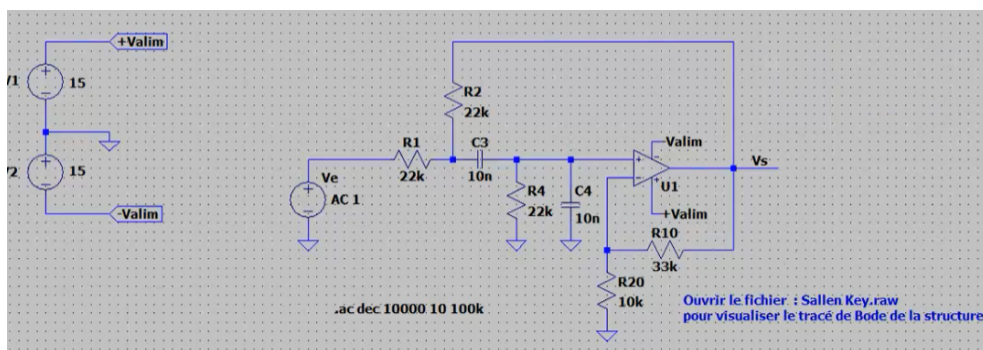 +Valim
V1
15
V2
15
-Valim
R2
22k
R1
22k
C3
10n
Ve
AC 1
R4
22k
C4
10n
-Valim
+
-
U1
+Valim
Vs
R10
33k
R20
10k
.ac dec 10000 10 100k
Ouvrir le fichier : Sallen Key.raw
pour visualiser le tracé de Bode de la structure